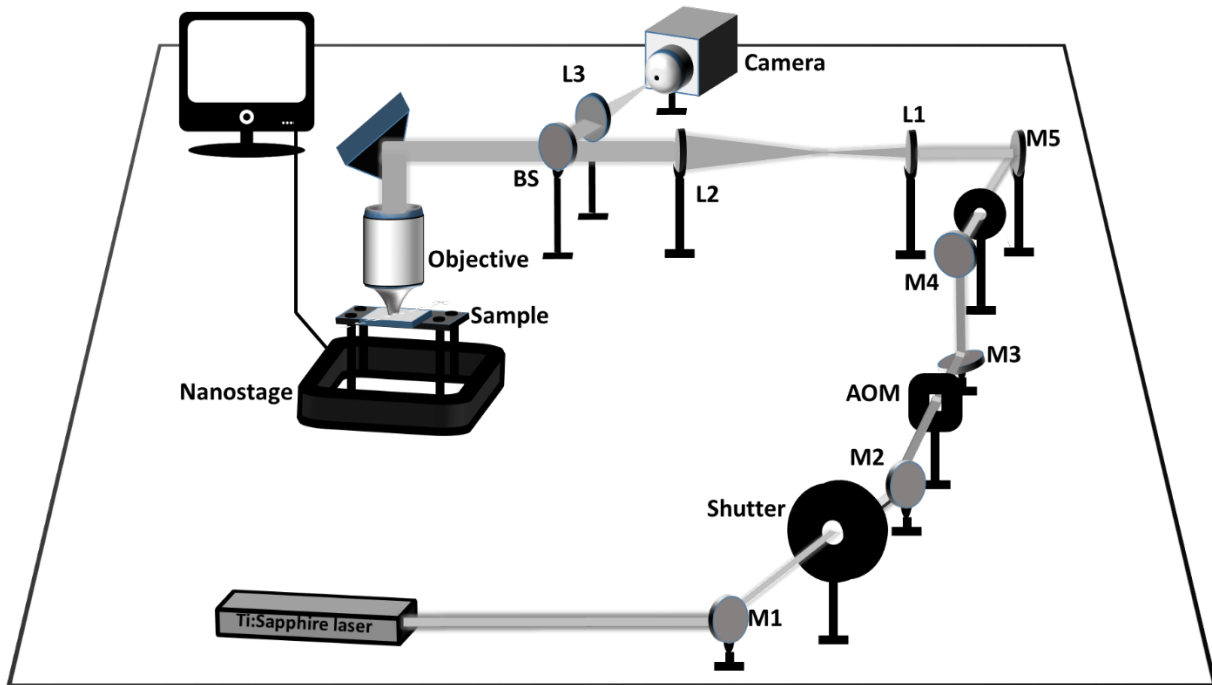 Camera
L3
L1
M5
BS
L2
Objective
M4
Sample
M3
Nanostage
AOM
M2
Shutter
Ti:Sapphire laser
M1